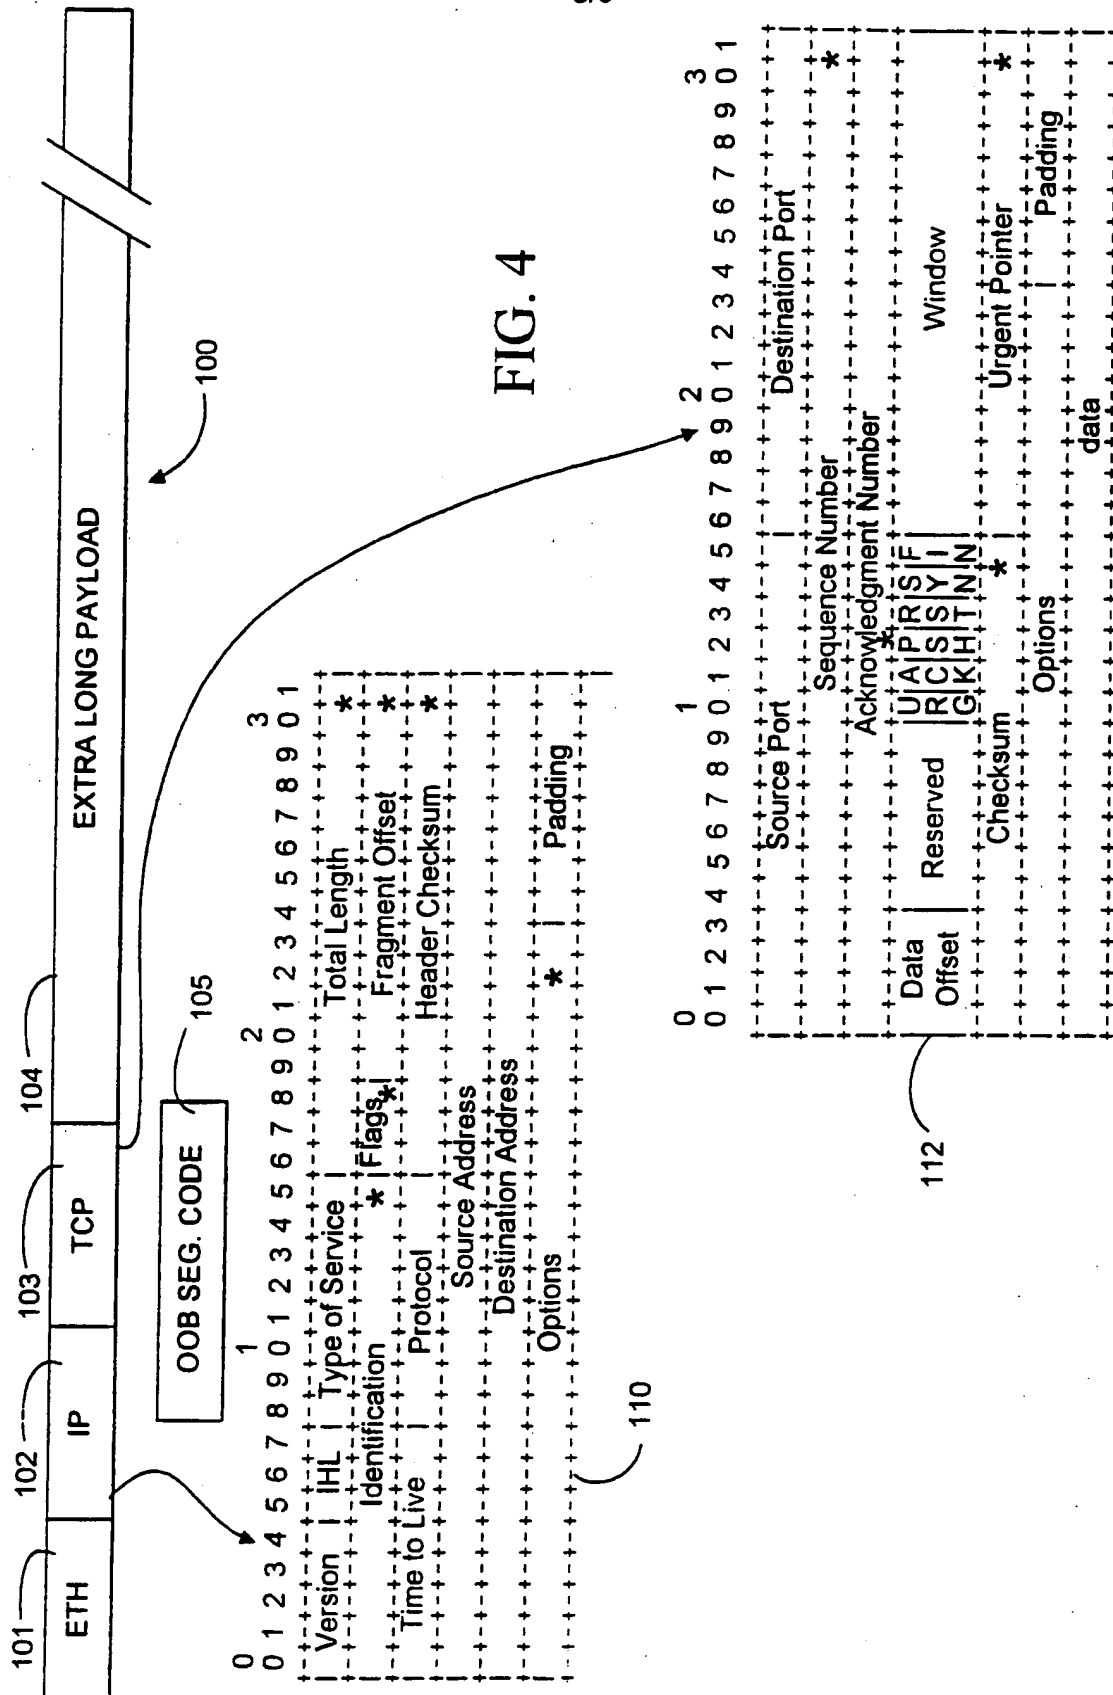 101
102
103
104
ETH
IP
TCP
EXTRA LONG PAYLOAD
100
OOB SEG. CODE
105
FIG. 4
0 1 2 3
0 1 2 3 4 5 6 7 8 9 0 1 2 3 4 5 6 7 8 9 0 1 2 3 4 5 6 7 8 9 0 1
+-+-+-+-+-+-+-+-+-+-+-+-+-+-+-+-+-+-+-+-+-+-+-+-+-+-+-+-+-+-+-+-+
|Version | IHL |Type of Service | Total Length * |
+-+-+-+-+-+-+-+-+-+-+-+-+-+-+-+-+-+-+-+-+-+-+-+-+-+-+-+-+-+-+-+-+
| Identification * |Flags*| Fragment Offset * |
+-+-+-+-+-+-+-+-+-+-+-+-+-+-+-+-+-+-+-+-+-+-+-+-+-+-+-+-+-+-+-+-+
| Time to Live | Protocol | Header Checksum * |
+-+-+-+-+-+-+-+-+-+-+-+-+-+-+-+-+-+-+-+-+-+-+-+-+-+-+-+-+-+-+-+-+
| Source Address |
+-+-+-+-+-+-+-+-+-+-+-+-+-+-+-+-+-+-+-+-+-+-+-+-+-+-+-+-+-+-+-+-+
| Destination Address |
+-+-+-+-+-+-+-+-+-+-+-+-+-+-+-+-+-+-+-+-+-+-+-+-+-+-+-+-+-+-+-+-+
| Options * | Padding |
+-+-+-+-+-+-+-+-+-+-+-+-+-+-+-+-+-+-+-+-+-+-+-+-+-+-+-+-+-+-+-+-+
110
0 1 2 3
0 1 2 3 4 5 6 7 8 9 0 1 2 3 4 5 6 7 8 9 0 1 2 3 4 5 6 7 8 9 0 1
+-+-+-+-+-+-+-+-+-+-+-+-+-+-+-+-+-+-+-+-+-+-+-+-+-+-+-+-+-+-+-+-+
| Source Port | Destination Port |
+-+-+-+-+-+-+-+-+-+-+-+-+-+-+-+-+-+-+-+-+-+-+-+-+-+-+-+-+-+-+-+-+
| Sequence Number * |
+-+-+-+-+-+-+-+-+-+-+-+-+-+-+-+-+-+-+-+-+-+-+-+-+-+-+-+-+-+-+-+-+
| Acknowledgment Number |
+-+-+-+-+-+-+-+-+-+-+-+-+-+-+-+-+-+-+-+-+-+-+-+-+-+-+-+-+-+-+-+-+
| Data | |U|A|P|R|S|F| |
| Offset | Reserved |R|C|S|S|Y|I| Window |
| | |G|K|H|T|N|N| |
+-+-+-+-+-+-+-+-+-+-+-+-+-+-+-+-+-+-+-+-+-+-+-+-+-+-+-+-+-+-+-+-+
| Checksum * | Urgent Pointer * |
+-+-+-+-+-+-+-+-+-+-+-+-+-+-+-+-+-+-+-+-+-+-+-+-+-+-+-+-+-+-+-+-+
| Options | Padding |
+-+-+-+-+-+-+-+-+-+-+-+-+-+-+-+-+-+-+-+-+-+-+-+-+-+-+-+-+-+-+-+-+
| data |
+-+-+-+-+-+-+-+-+-+-+-+-+-+-+-+-+-+-+-+-+-+-+-+-+-+-+-+-+-+-+-+-+
112